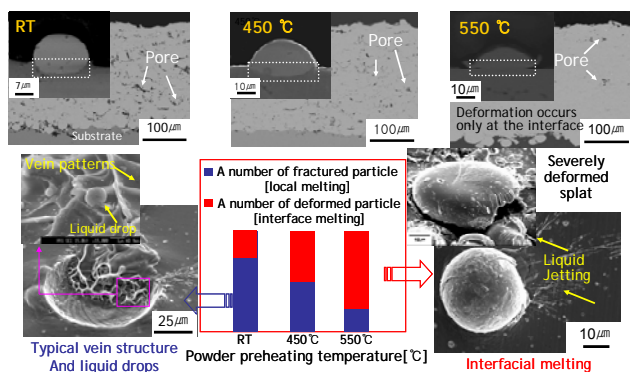 RT
Pore
7㎛
Substrate
100㎛
450 ℃
Pore
10㎛
100㎛
550 ℃
Pore
10㎛
Deformation occurs
only at the interface
100㎛
Vein patterns
Liquid drop
25㎛
Typical vein structure
And liquid drops
A number of fractured particle
[local melting]
A number of deformed particle
[interface melting]
RT 450℃ 550℃
Powder preheating temperature[℃]
Severely
deformed
splat
Liquid
Jetting
10㎛
Interfacial melting